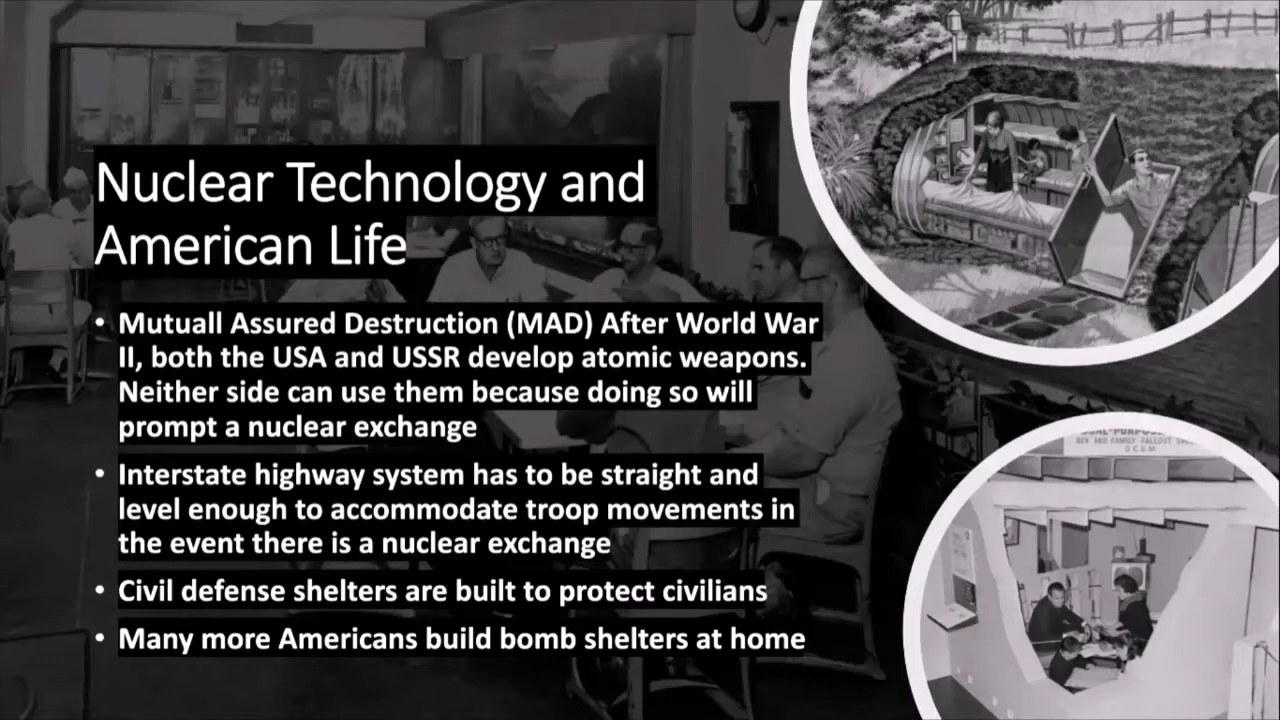 Nuclear Technology and
American Life
• Mutuall Assured Destruction (MAD) After World War
II, both the USA and USSR develop atomic weapons.
Neither side can use them because doing so will
prompt a nuclear exchange
• Interstate highway system has to be straight and
level enough to accommodate troop movements in
the event there is a nuclear exchange
• Civil defense shelters are built to protect civilians
• Many more Americans build bomb shelters at home
AND FAMILY FALLOUT